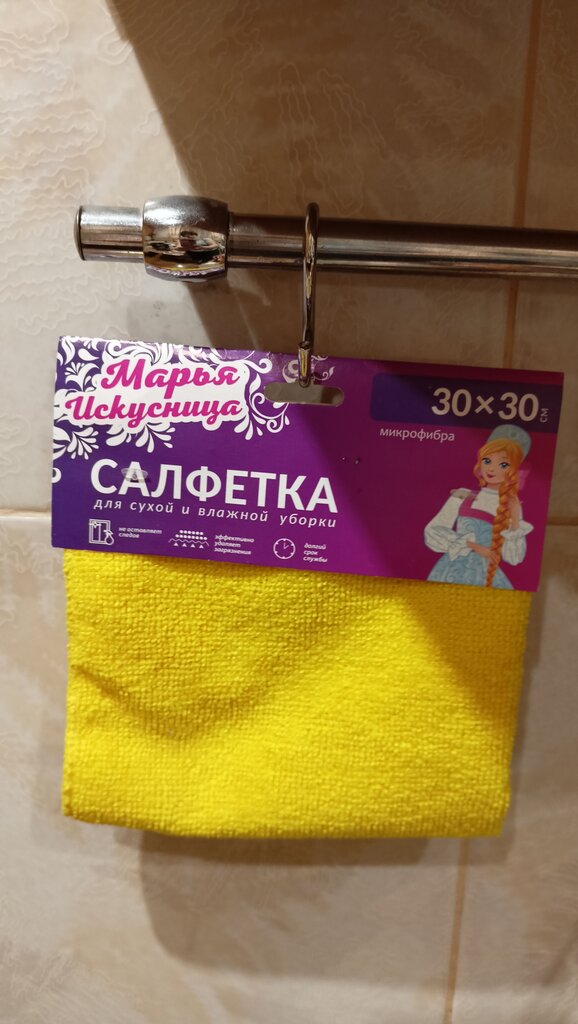 Марья
Искусница
30×30 см
микрофибра
САЛФЕТКА
для сухой и влажной уборки
не оставляет
следов
эффективно
удаляет
загрязнения
долгий
срок
службы